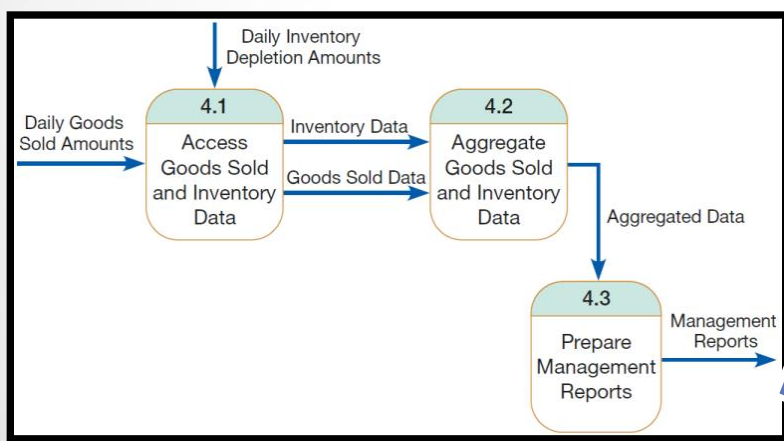 Daily Inventory
Depletion Amounts
4.1
4.2
Daily Goods
Sold Amounts
Access
Goods Sold
and Inventory
Data
Inventory Data
Goods Sold Data
Aggregate
Goods Sold
and Inventory
Data
Aggregated Data
4.3
Prepare
Management
Reports
Management
Reports